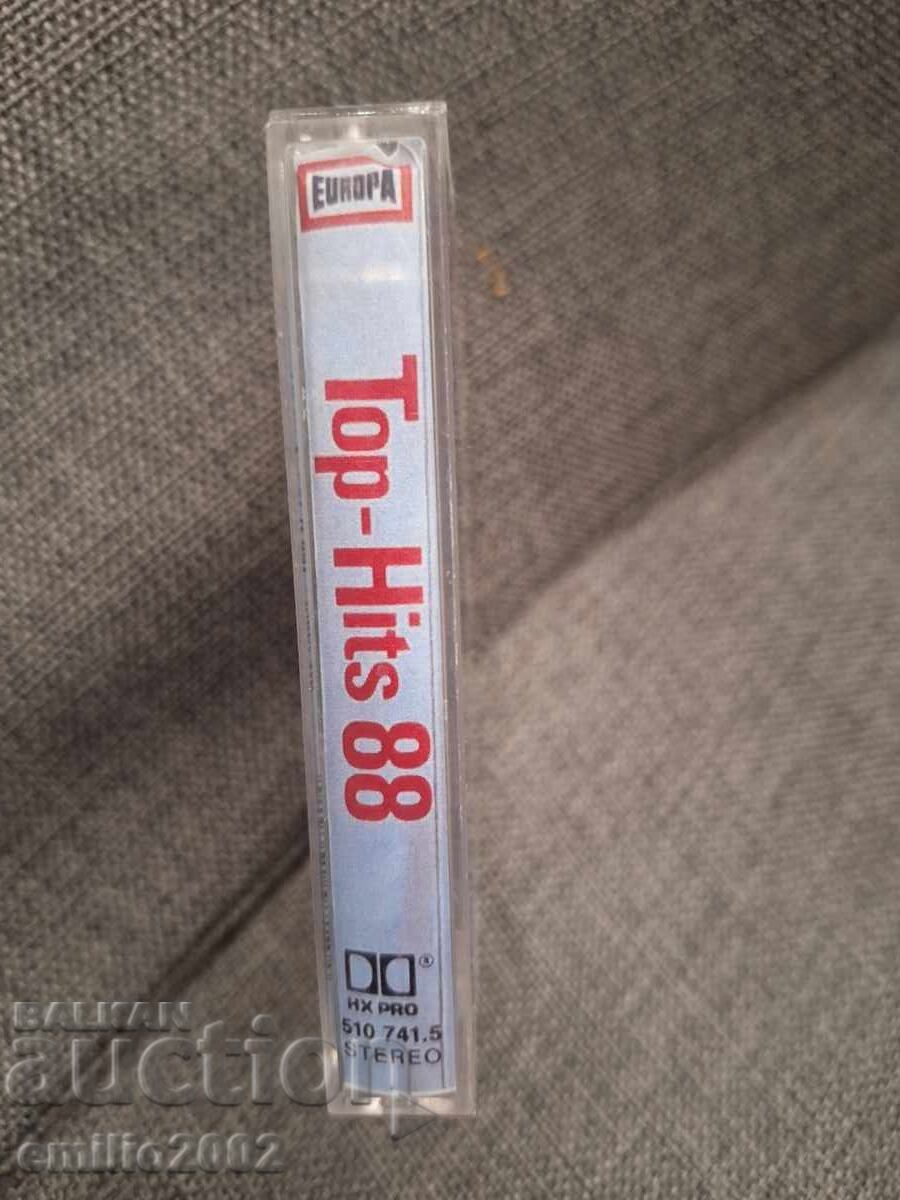 EUROPA
Top-Hits 88
HX PRO
510 741.5
STEREO
BALKAN
auction
emilio2002